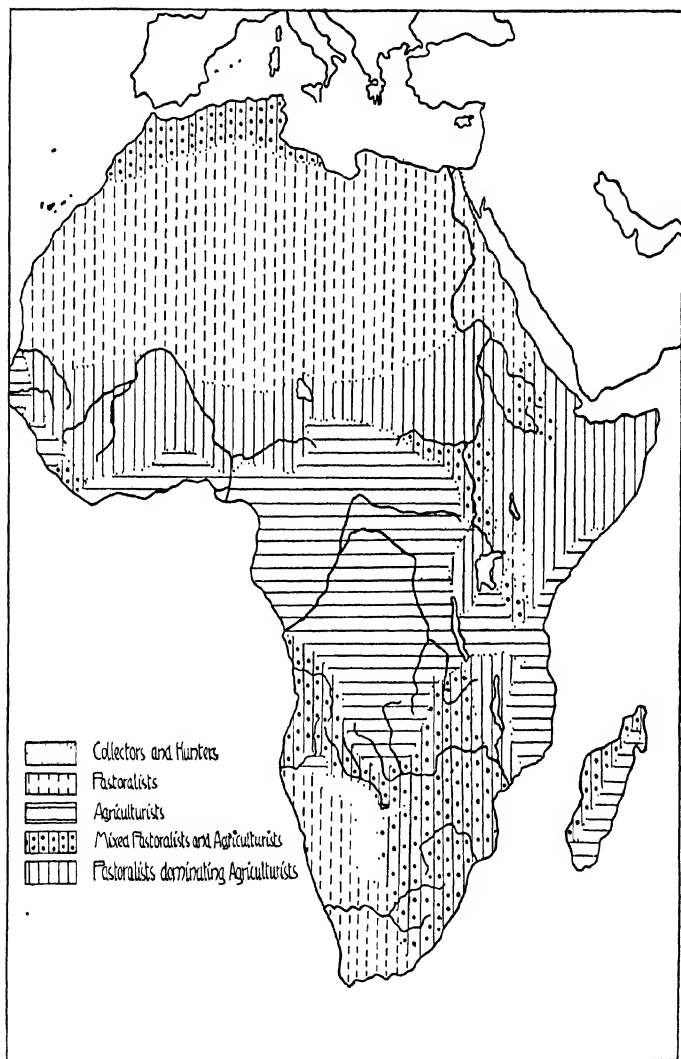 Collectors and Hunters
Pastoralists
Agriculturists
Mixed Pastoralists and Agriculturists
Pastoralists dominating Agriculturists